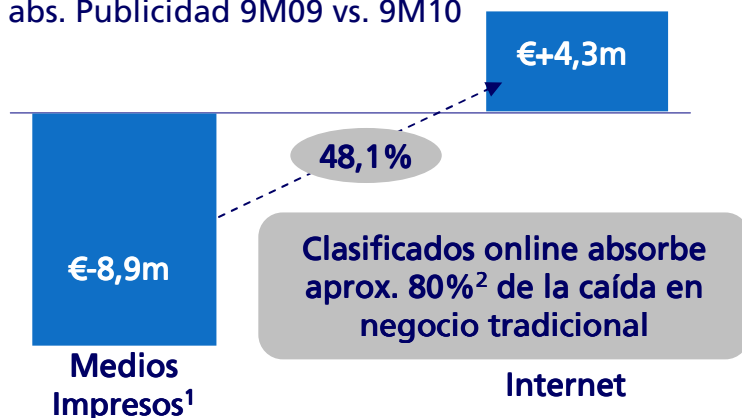 abs. Publicidad 9M09 vs. 9M10
€+4,3m
48,1%
€-8,9m
Clasificados online absorbe
aprox. 80%² de la caída en
negocio tradicional
Medios
Impresos¹
Internet